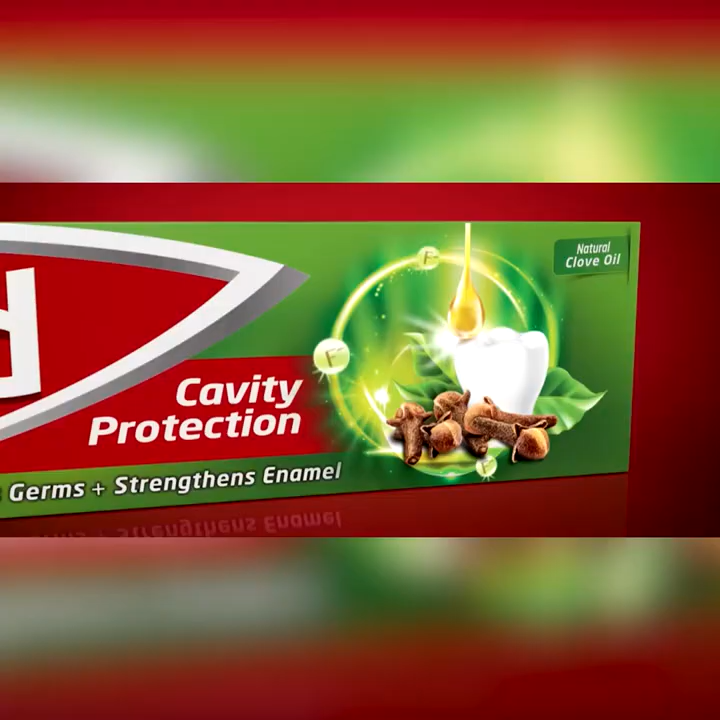 Natural
Clove Oil
F⁻
F⁻
d
Cavity
Protection
Germs + Strengthens Enamel
F⁻